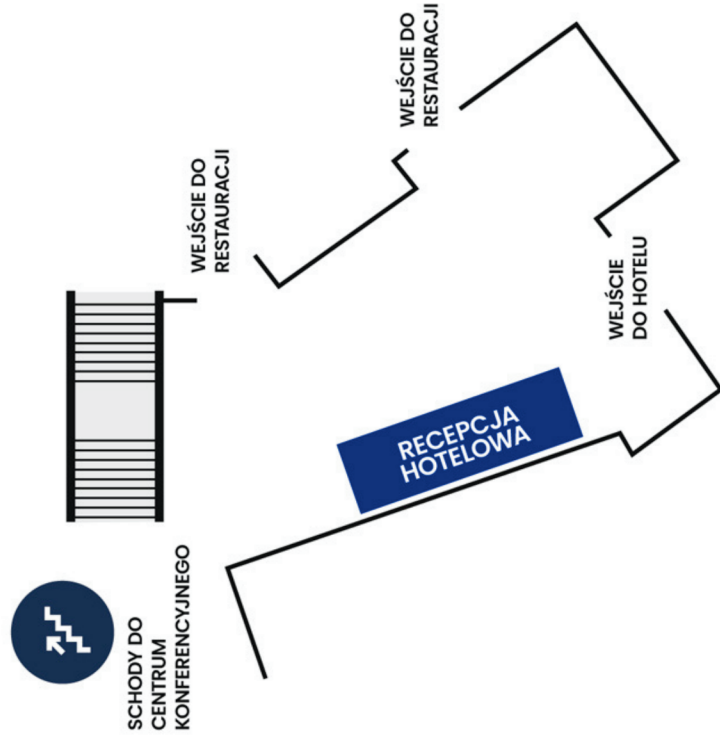 SCHODY DO
CENTRUM
KONFERENCYJNEGO
WEJŚCIE DO
RESTAURACJI
WEJŚCIE DO
RESTAURACJI
RECEPCJA
HOTELOWA
WEJŚCIE
DO HOTELU